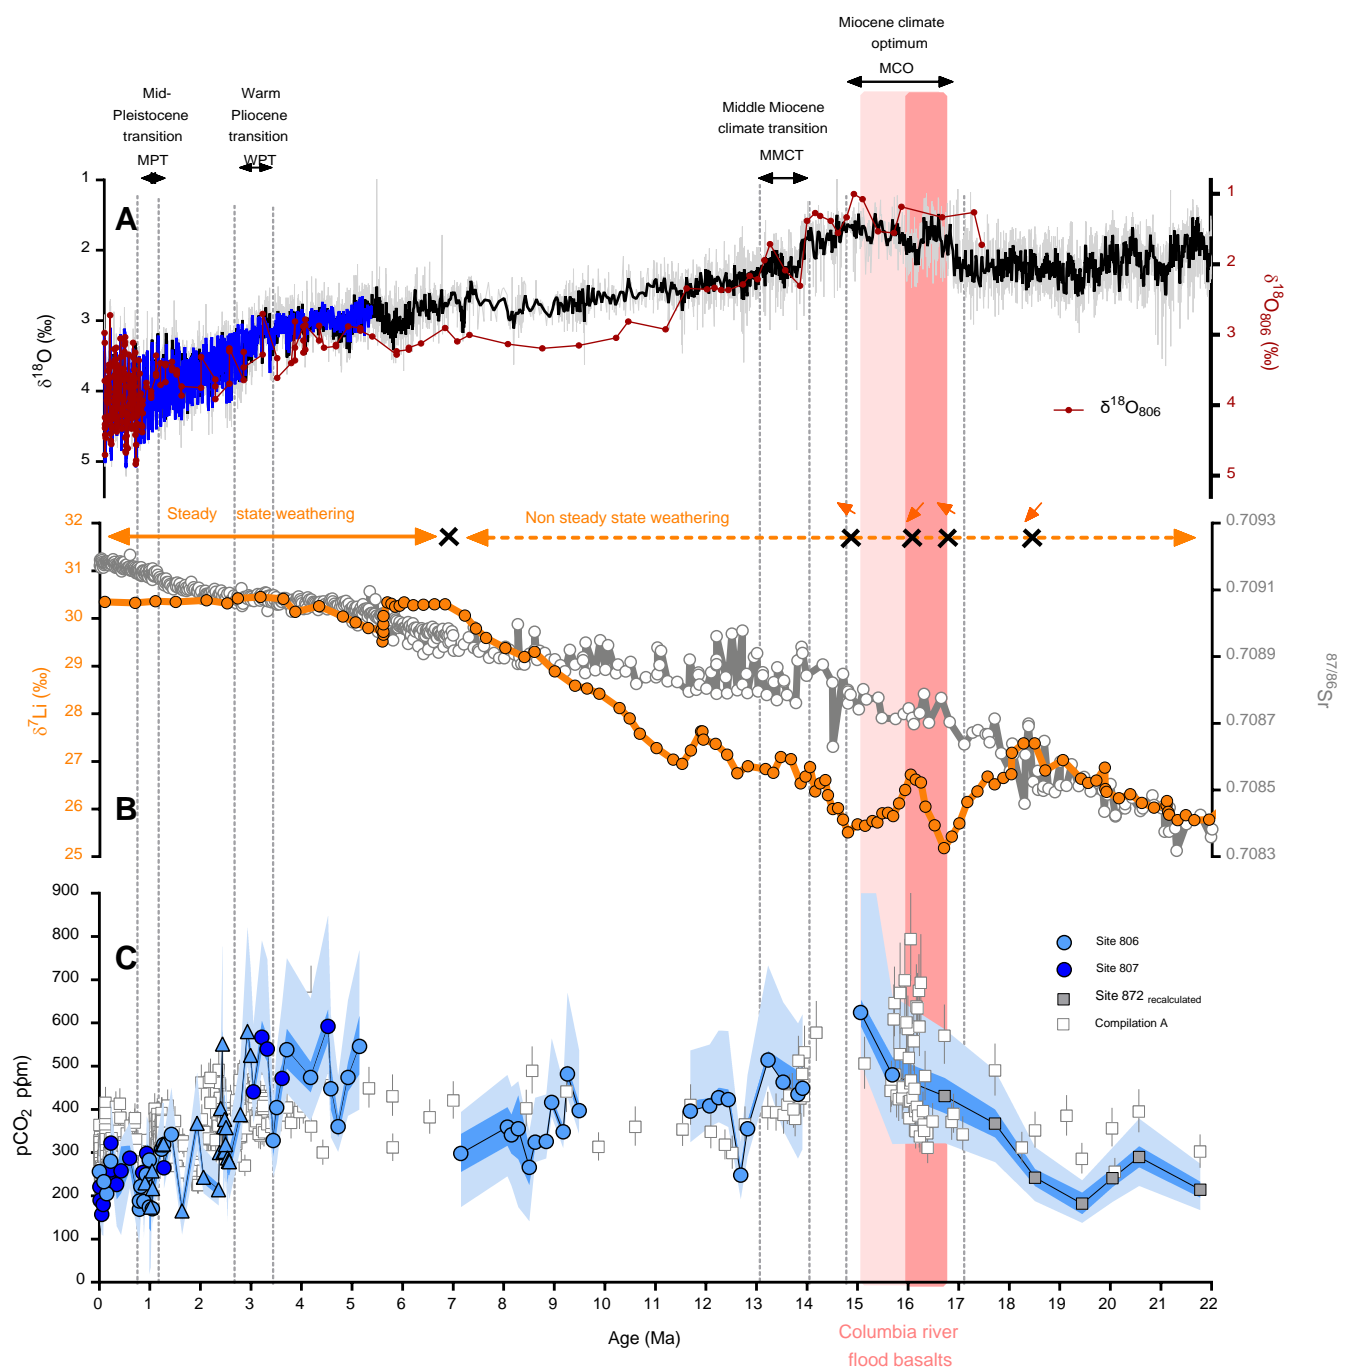 Miocene climate
optimum
MCO
Mid-
Pleistocene
transition
MPT
Warm
Pliocene
transition
WPT
Middle Miocene
climate transition
MMCT
A
1
2
3
4
5
δ18O (‰)
1
2
3
4
5
δ18O806 (‰)
δ18O806
Steady state weathering
Non steady state weathering
B
32
31
30
29
28
27
26
25
δ7Li (‰)
0.7093
0.7091
0.7089
0.7087
0.7085
0.7083
87/86Sr
C
900
800
700
600
500
400
300
200
100
0
pCO2 ppm
Site 806
Site 807
Site 872 recalculated
Compilation A
0 1 2 3 4 5 6 7 8 9 10 11 12 13 14 15 16 17 18 19 20 21 22
Age (Ma)
Columbia river
flood basalts